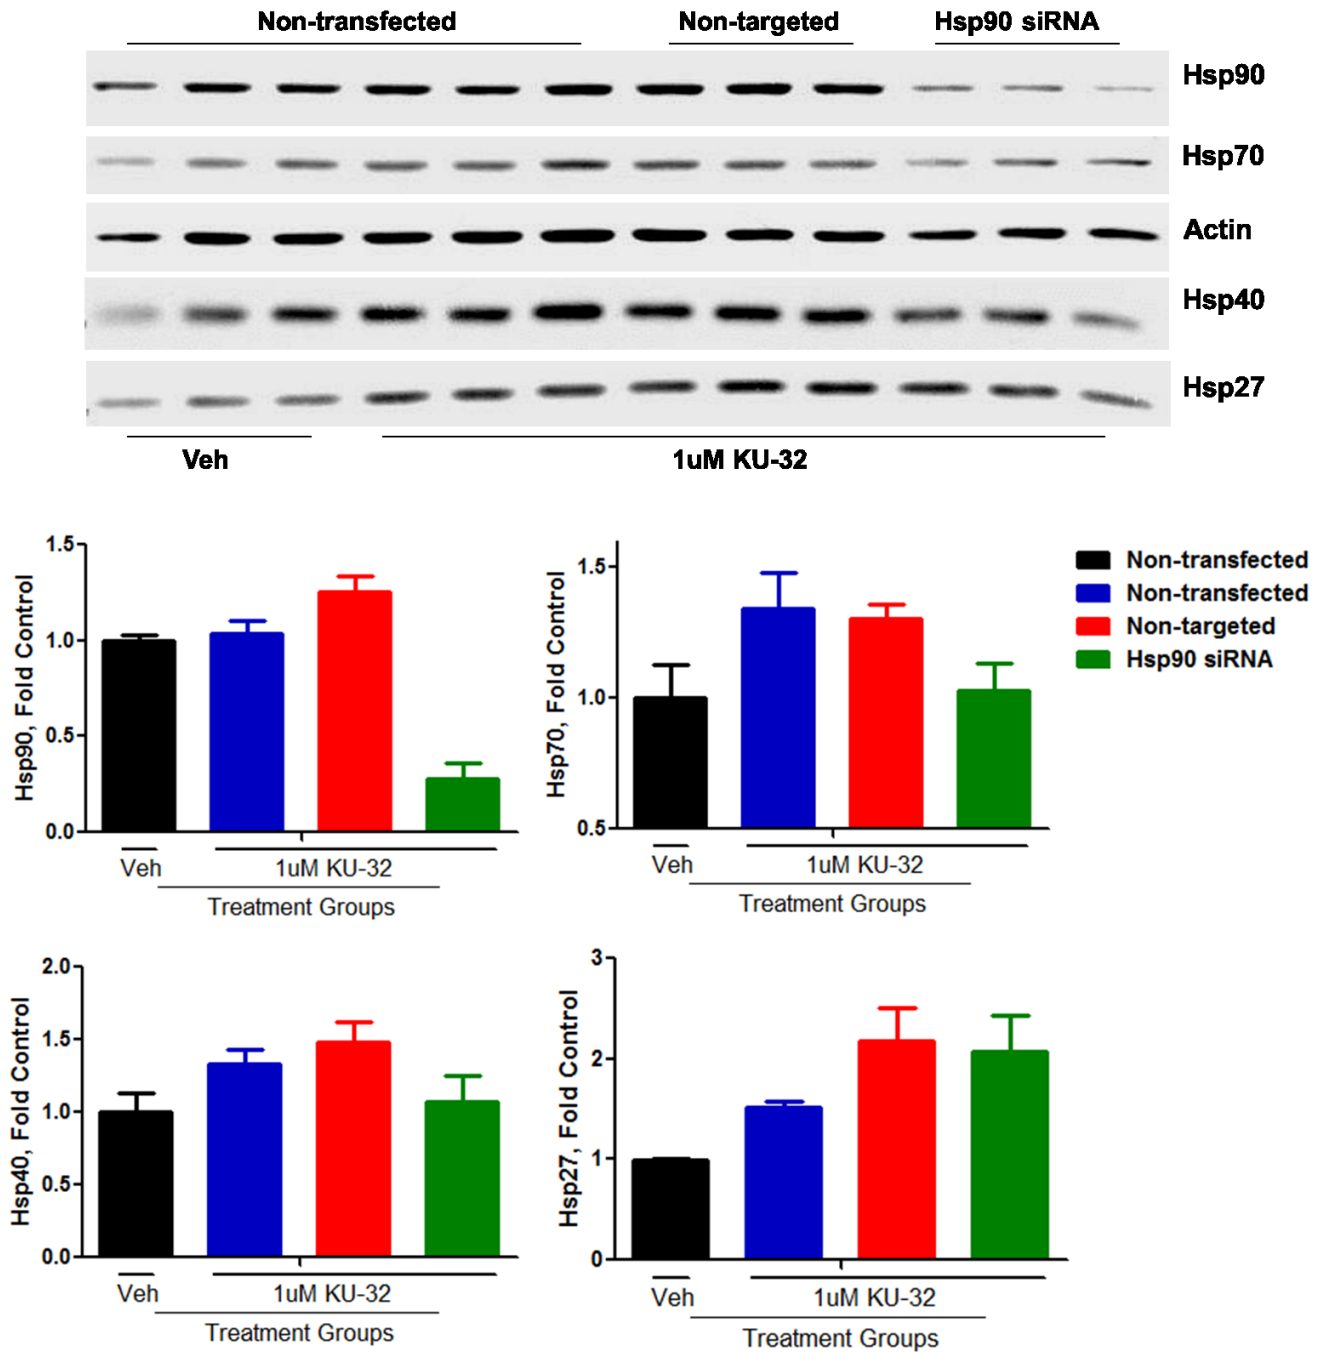 Non-transfected Non-targeted Hsp90 siRNA
Hsp90
Hsp70
Actin
Hsp40
Hsp27
Veh 1uM KU-32
Hsp90, Fold Control
1.5
1.0
0.5
0.0
Veh 1uM KU-32
Treatment Groups
Hsp70, Fold Control
1.5
1.0
0.5
Veh 1uM KU-32
Treatment Groups
Non-transfected
Non-transfected
Non-targeted
Hsp90 siRNA
Hsp40, Fold Control
2.0
1.5
1.0
0.5
0.0
Veh 1uM KU-32
Treatment Groups
Hsp27, Fold Control
3
2
1
0
Veh 1uM KU-32
Treatment Groups